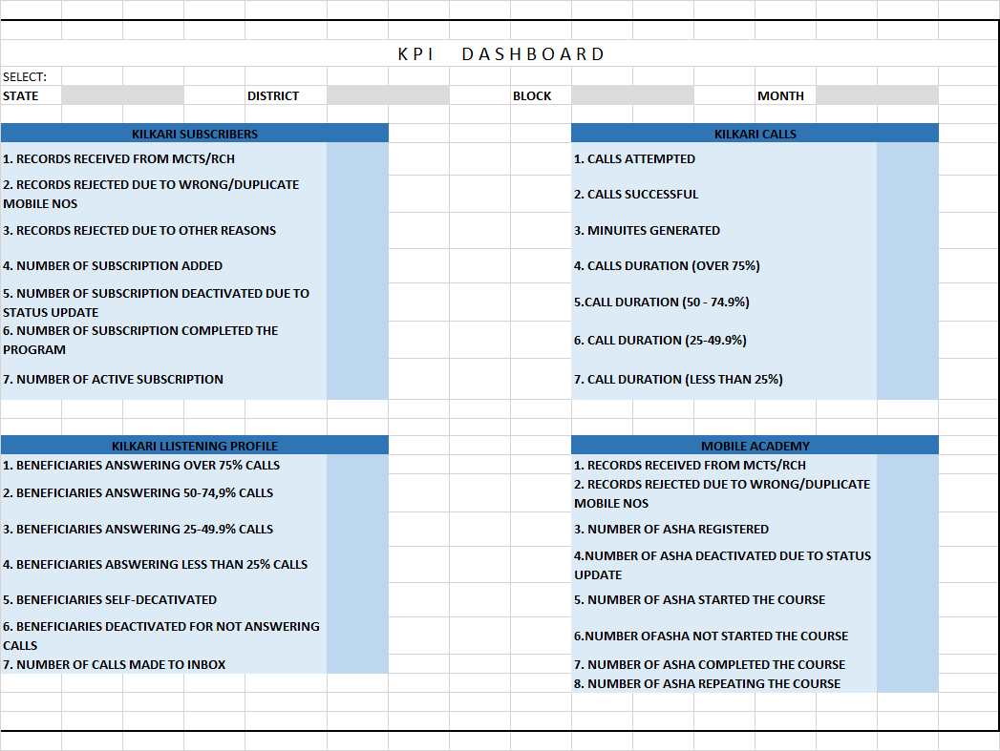 KPI DASHBOARD
SELECT:
STATE DISTRICT BLOCK MONTH
KILKARI SUBSCRIBERS
1. RECORDS RECEIVED FROM MCTS/RCH
2. RECORDS REJECTED DUE TO WRONG/DUPLICATE
MOBILE NOS
3. RECORDS REJECTED DUE TO OTHER REASONS
4. NUMBER OF SUBSCRIPTION ADDED
5. NUMBER OF SUBSCRIPTION DEACTIVATED DUE TO
STATUS UPDATE
6. NUMBER OF SUBSCRIPTION COMPLETED THE
PROGRAM
7. NUMBER OF ACTIVE SUBSCRIPTION
KILKARI CALLS
1. CALLS ATTEMPTED
2. CALLS SUCCESSFUL
3. MINUITES GENERATED
4. CALLS DURATION (OVER 75%)
5.CALL DURATION (50 - 74.9%)
6. CALL DURATION (25-49.9%)
7. CALL DURATION (LESS THAN 25%)
KILKARI LLISTENING PROFILE
1. BENEFICIARIES ANSWERING OVER 75% CALLS
2. BENEFICIARIES ANSWERING 50-74,9% CALLS
3. BENEFICIARIES ANSWERING 25-49.9% CALLS
4. BENEFICIARIES ABSWERING LESS THAN 25% CALLS
5. BENEFICIARIES SELF-DECATIVATED
6. BENEFICIARIES DEACTIVATED FOR NOT ANSWERING
CALLS
7. NUMBER OF CALLS MADE TO INBOX
MOBILE ACADEMY
1. RECORDS RECEIVED FROM MCTS/RCH
2. RECORDS REJECTED DUE TO WRONG/DUPLICATE
MOBILE NOS
3. NUMBER OF ASHA REGISTERED
4.NUMBER OF ASHA DEACTIVATED DUE TO STATUS
UPDATE
5. NUMBER OF ASHA STARTED THE COURSE
6.NUMBER OFASHA NOT STARTED THE COURSE
7. NUMBER OF ASHA COMPLETED THE COURSE
8. NUMBER OF ASHA REPEATING THE COURSE